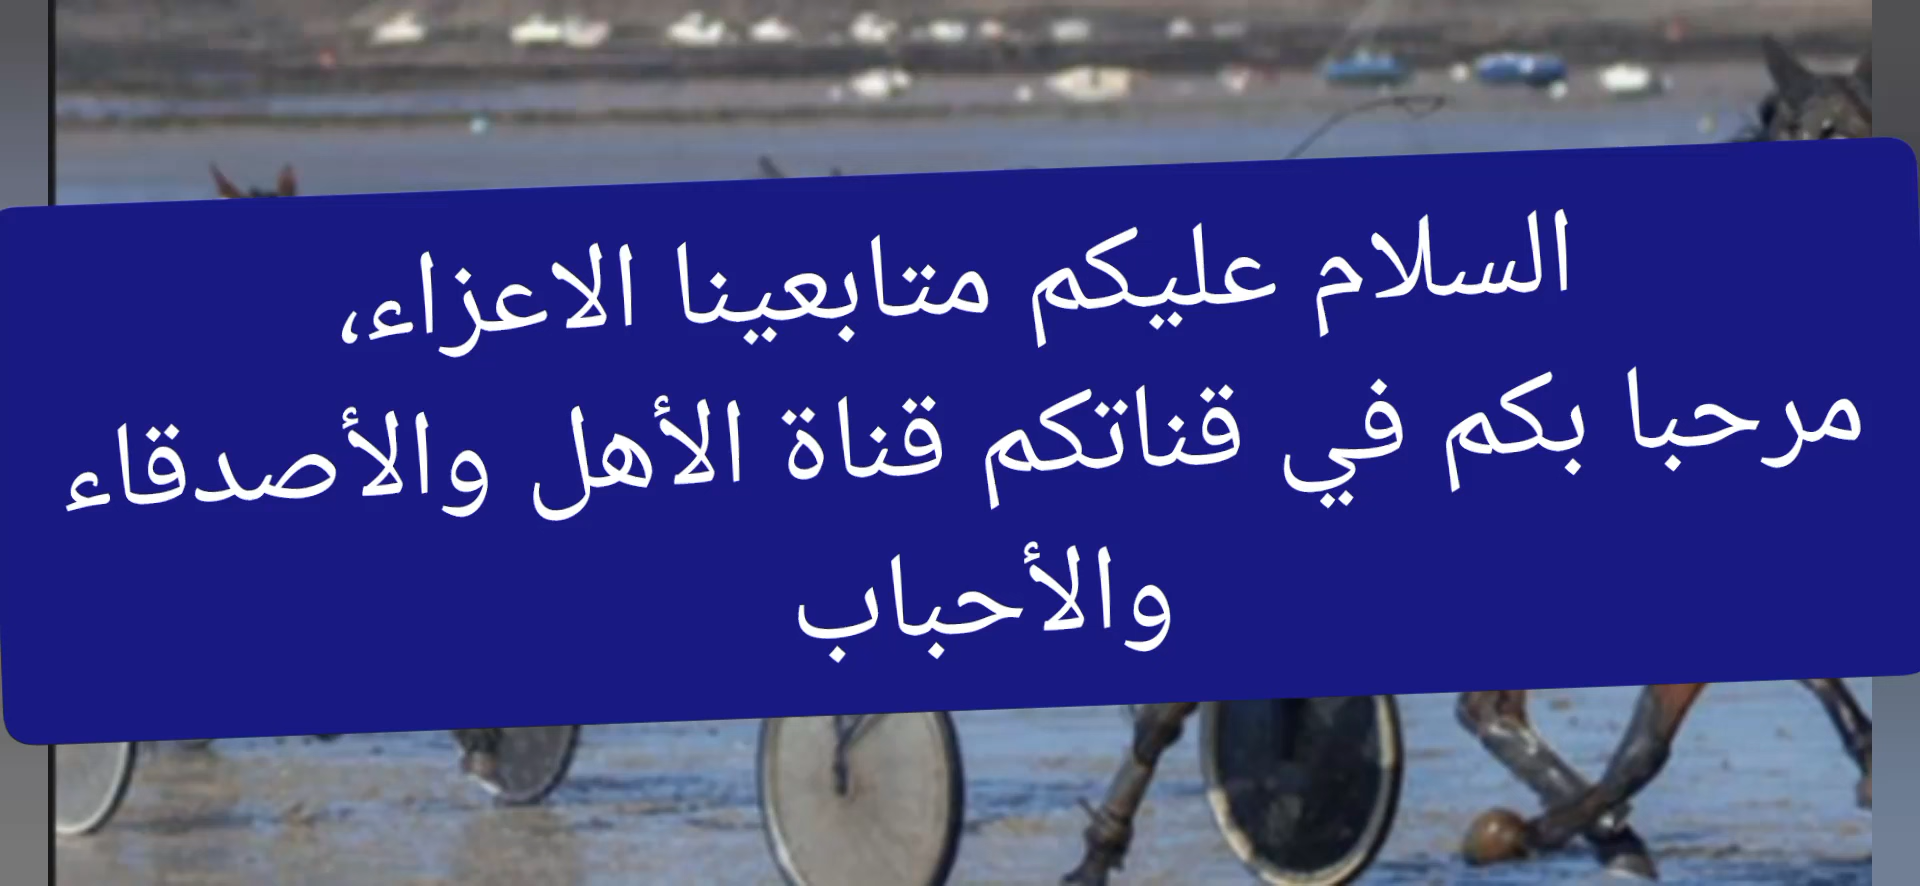 السلام عليكم متابعينا الاعزاء،
مرحبا بكم في قناتكم قناة الأهل والأصدقاء
والأحباب